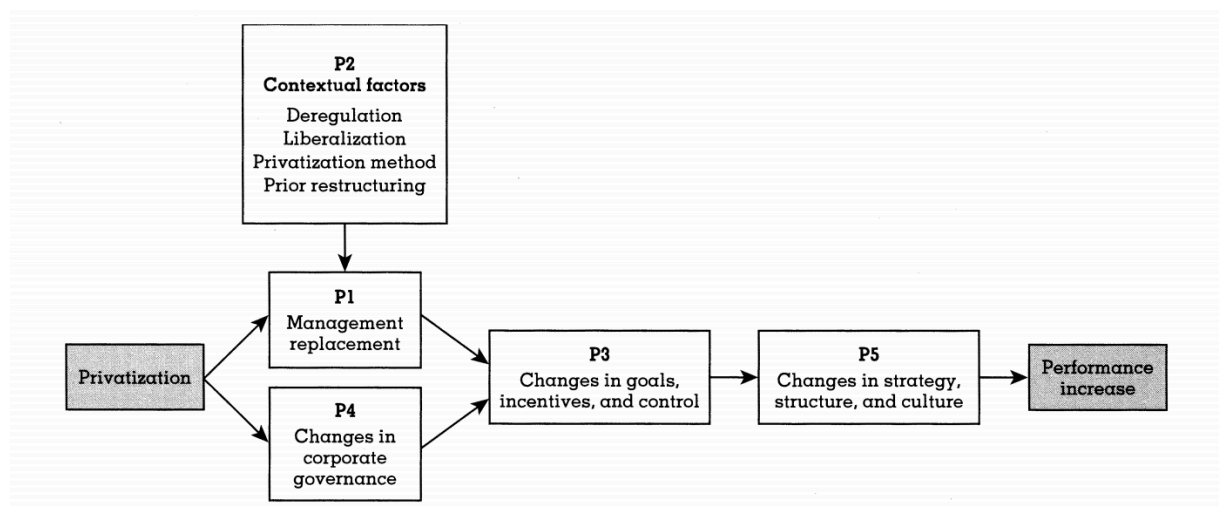 P2
Contextual factors
Deregulation
Liberalization
Privatization method
Prior restructuring
P1
Management
replacement
Privatization
P4
Changes in
corporate
governance
P3
Changes in goals,
incentives, and control
P5
Changes in strategy,
structure, and culture
Performance
increase